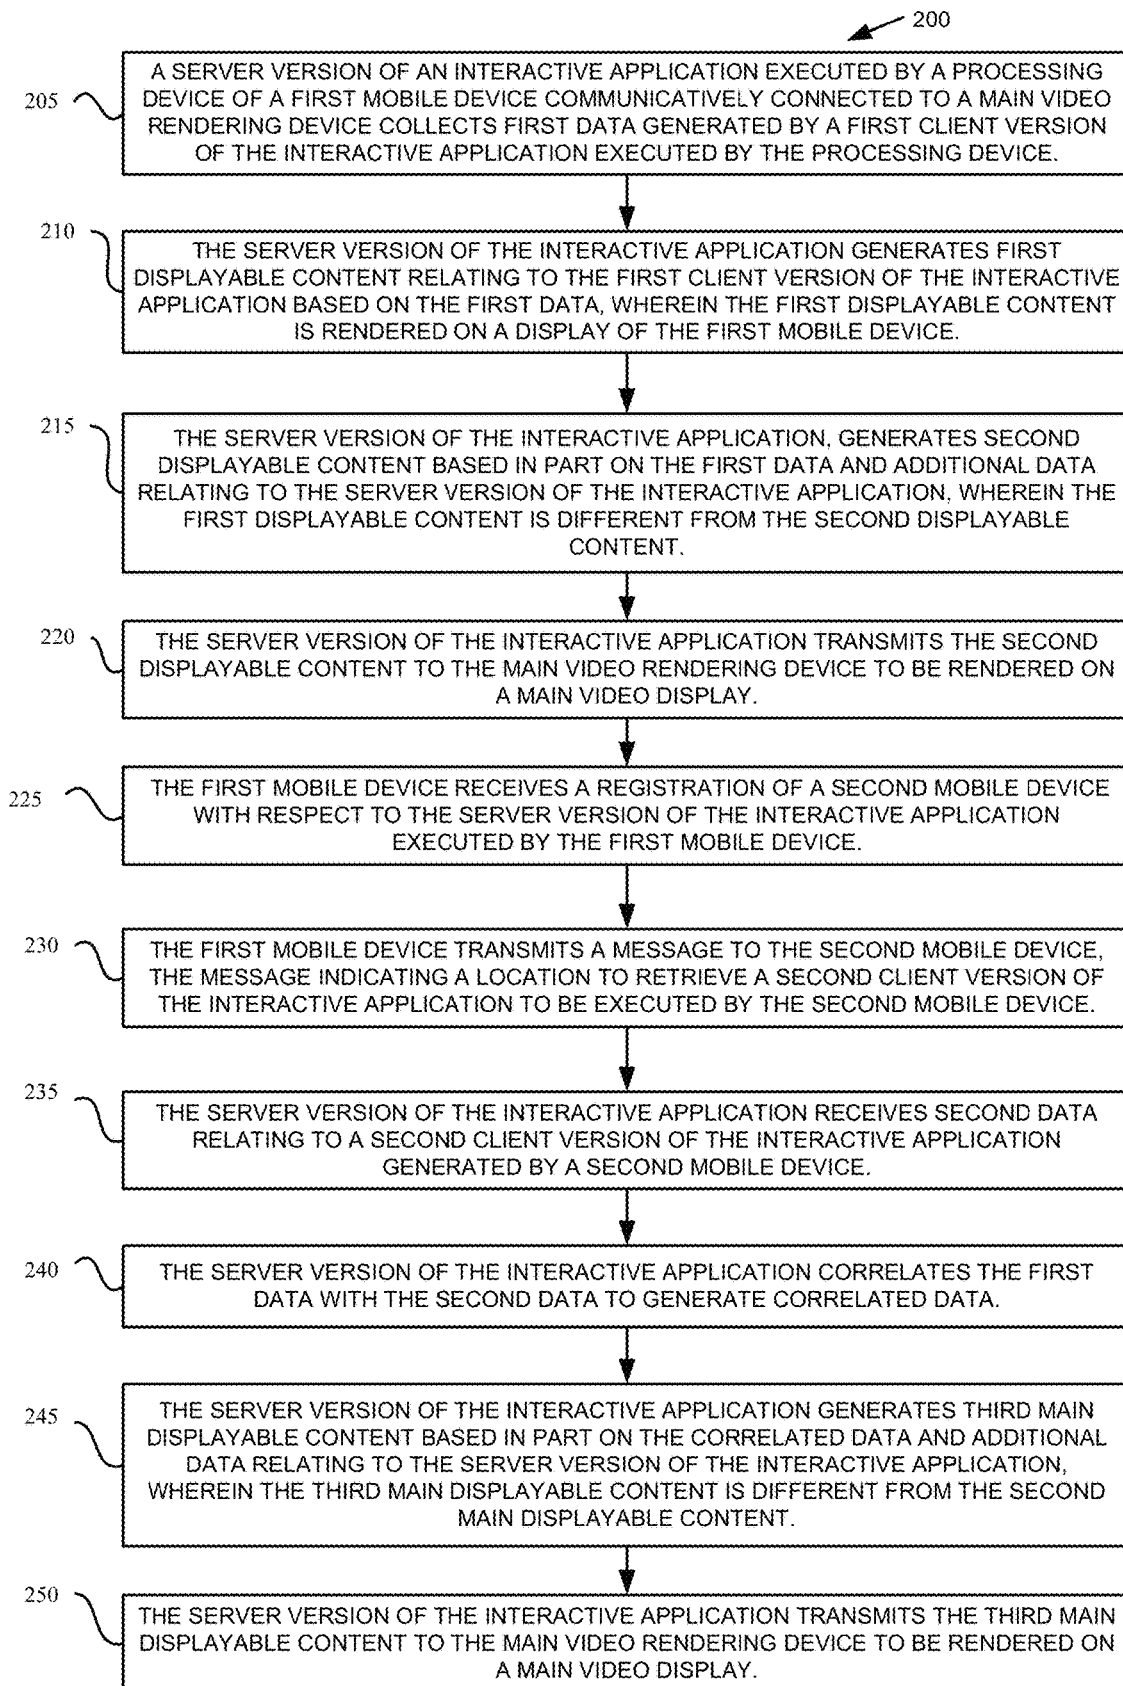 200
205
A SERVER VERSION OF AN INTERACTIVE APPLICATION EXECUTED BY A PROCESSING
DEVICE OF A FIRST MOBILE DEVICE COMMUNICATIVELY CONNECTED TO A MAIN VIDEO
RENDERING DEVICE COLLECTS FIRST DATA GENERATED BY A FIRST CLIENT VERSION
OF THE INTERACTIVE APPLICATION EXECUTED BY THE PROCESSING DEVICE.
210
THE SERVER VERSION OF THE INTERACTIVE APPLICATION GENERATES FIRST
DISPLAYABLE CONTENT RELATING TO THE FIRST CLIENT VERSION OF THE INTERACTIVE
APPLICATION BASED ON THE FIRST DATA, WHEREIN THE FIRST DISPLAYABLE CONTENT
IS RENDERED ON A DISPLAY OF THE FIRST MOBILE DEVICE.
215
THE SERVER VERSION OF THE INTERACTIVE APPLICATION, GENERATES SECOND
DISPLAYABLE CONTENT BASED IN PART ON THE FIRST DATA AND ADDITIONAL DATA
RELATING TO THE SERVER VERSION OF THE INTERACTIVE APPLICATION, WHEREIN THE
FIRST DISPLAYABLE CONTENT IS DIFFERENT FROM THE SECOND DISPLAYABLE
CONTENT.
220
THE SERVER VERSION OF THE INTERACTIVE APPLICATION TRANSMITS THE SECOND
DISPLAYABLE CONTENT TO THE MAIN VIDEO RENDERING DEVICE TO BE RENDERED ON
A MAIN VIDEO DISPLAY.
225
THE FIRST MOBILE DEVICE RECEIVES A REGISTRATION OF A SECOND MOBILE DEVICE
WITH RESPECT TO THE SERVER VERSION OF THE INTERACTIVE APPLICATION
EXECUTED BY THE FIRST MOBILE DEVICE.
230
THE FIRST MOBILE DEVICE TRANSMITS A MESSAGE TO THE SECOND MOBILE DEVICE,
THE MESSAGE INDICATING A LOCATION TO RETRIEVE A SECOND CLIENT VERSION OF
THE INTERACTIVE APPLICATION TO BE EXECUTED BY THE SECOND MOBILE DEVICE.
235
THE SERVER VERSION OF THE INTERACTIVE APPLICATION RECEIVES SECOND DATA
RELATING TO A SECOND CLIENT VERSION OF THE INTERACTIVE APPLICATION
GENERATED BY A SECOND MOBILE DEVICE.
240
THE SERVER VERSION OF THE INTERACTIVE APPLICATION CORRELATES THE FIRST
DATA WITH THE SECOND DATA TO GENERATE CORRELATED DATA.
245
THE SERVER VERSION OF THE INTERACTIVE APPLICATION GENERATES THIRD MAIN
DISPLAYABLE CONTENT BASED IN PART ON THE CORRELATED DATA AND ADDITIONAL
DATA RELATING TO THE SERVER VERSION OF THE INTERACTIVE APPLICATION,
WHEREIN THE THIRD MAIN DISPLAYABLE CONTENT IS DIFFERENT FROM THE SECOND
MAIN DISPLAYABLE CONTENT.
250
THE SERVER VERSION OF THE INTERACTIVE APPLICATION TRANSMITS THE THIRD MAIN
DISPLAYABLE CONTENT TO THE MAIN VIDEO RENDERING DEVICE TO BE RENDERED ON
A MAIN VIDEO DISPLAY.